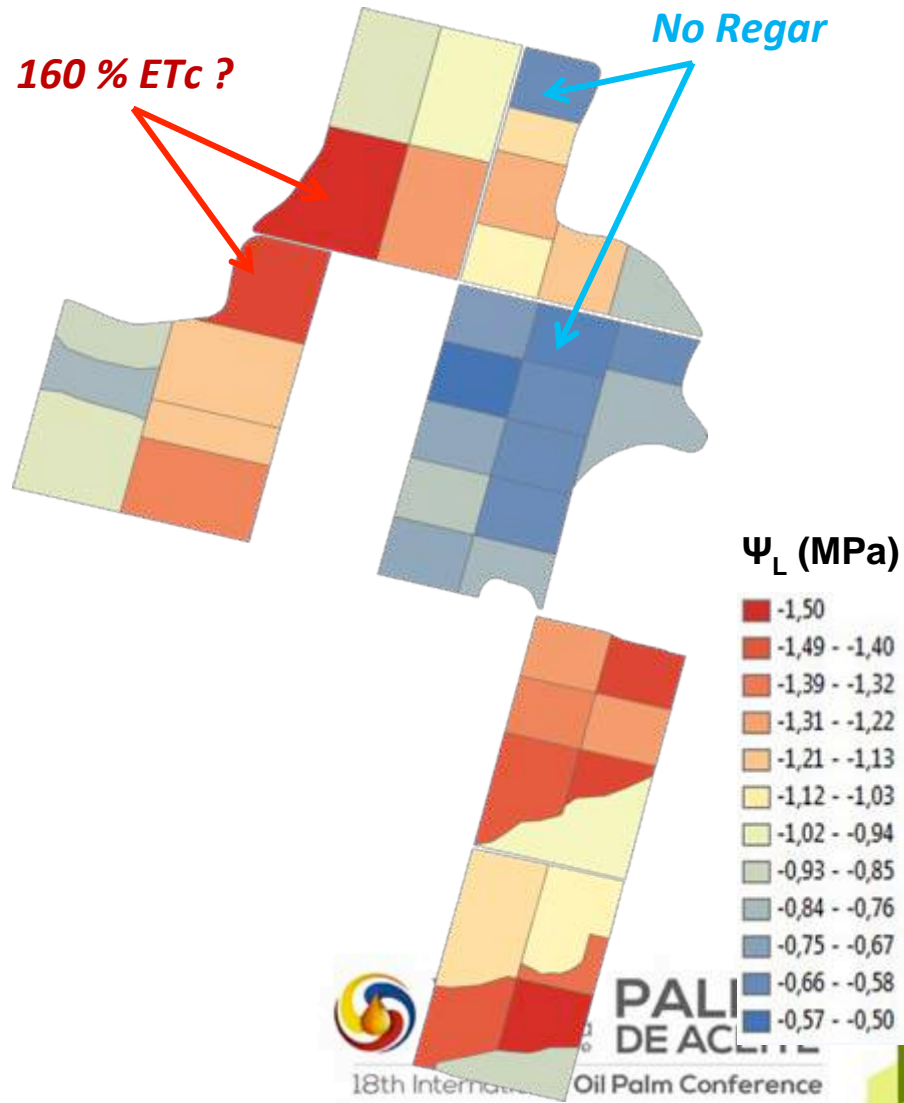 No Regar
160 % ETc ?
ΨL (MPa)
-1,50
-1,49 - -1,40
-1,39 - -1,32
-1,31 - -1,22
-1,21 - -1,13
-1,12 - -1,03
-1,02 - -0,94
-0,93 - -0,85
-0,84 - -0,76
-0,75 - -0,67
-0,66 - -0,58
-0,57 - -0,50
DE
18th
Oil Palm Conference